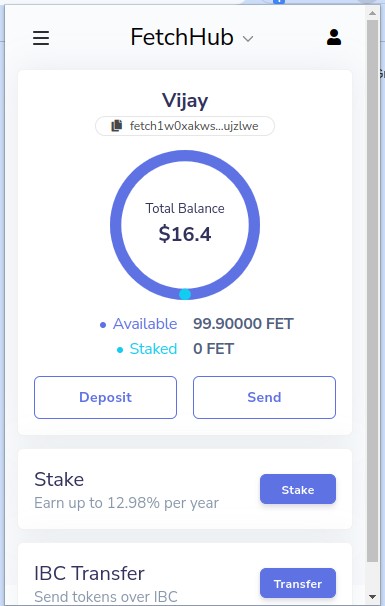 FetchHub
Vijay
fetch1w0xakws...ujzlwe
Total Balance
$16.4
Available 99.90000 FET
Staked 0 FET
Deposit Send
Stake
Earn up to 12.98% per year
Stake
IBC Transfer
Send tokens over IBC
Transfer